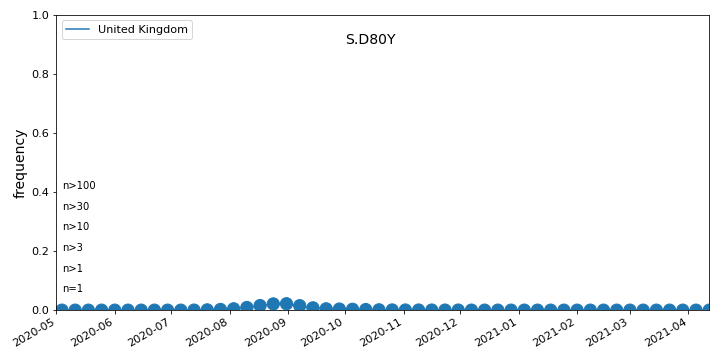 1.0
United Kingdom
S.D80Y
0.8
0.6
frequency
0.4
n>100
n>30
n>10
0.2
n>3
n>1
n=1
0.0
2020-05
2020-06
2020-07
2020-08
2020-09
2020-10
2020-11
2020-12
2021-01
2021-02
2021-03
2021-04